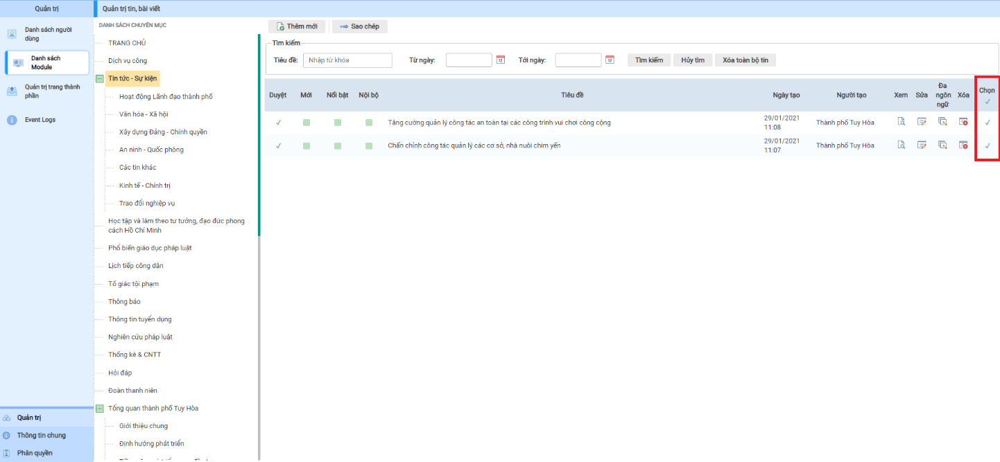 Quản trị
Danh sách người
dùng
Danh sách
Module
Quản trị trang thành
phần
Event Logs
Quản trị
Thông tin chung
Phân quyền
Quản trị tin, bài viết
DANH SÁCH CHUYÊN MỤC
TRANG CHỦ
Dịch vụ công
Tin tức - Sự kiện
Hoạt động Lãnh đạo thành phố
Văn hóa - Xã hội
Xây dựng Đảng - Chính quyền
An ninh - Quốc phòng
Các tin khác
Kinh tế - Chính trị
Trao đổi nghiệp vụ
Học tập và làm theo tư tưởng, đạo đức phong
cách Hồ Chí Minh
Phổ biến giáo dục pháp luật
Lịch tiếp công dân
Tố giác tội phạm
Thông báo
Thông tin tuyển dụng
Nghiên cứu pháp luật
Thống kê & CNTT
Hỏi đáp
Đoàn thanh niên
Tổng quan thành phố Tuy Hòa
Giới thiệu chung
Định hướng phát triển
Thêm mới Sao chép
Tìm kiếm
Tiêu đề: Nhập từ khóa Từ ngày: 12 Tới ngày: 12 Tìm kiếm Hủy tìm Xóa toàn bộ tin
Duyệt Mới Nổi bật Nội bộ Tiêu đề Ngày tạo Người tạo Xem Sửa Đa ngôn ngữ Xóa Chọn
Tăng cường quản lý công tác an toàn tại các công trình vui chơi công cộng 29/01/2021 11:08 Thành phố Tuy Hòa
Chấn chỉnh công tác quản lý các cơ sở, nhà nuôi chim yến 29/01/2021 11:07 Thành phố Tuy Hòa